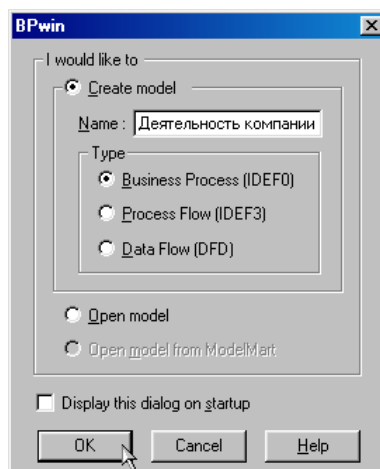 BPwin
I would like to
Create model
Name : Деятельность компании
Type
Business Process (IDEF0)
Process Flow (IDEF3)
Data Flow (DFD)
Open model
Open model from ModelMart
Display this dialog on startup
OK Cancel Help